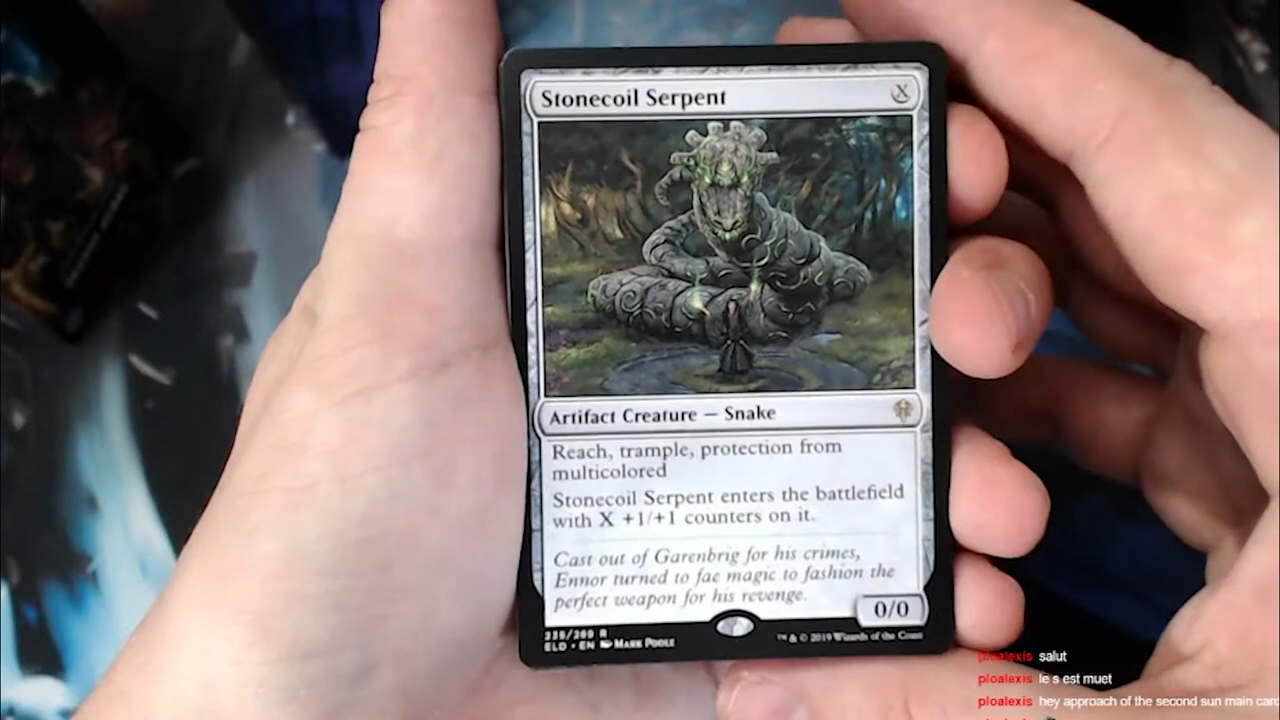 Stonecoil Serpent X
Artifact Creature — Snake
Reach, trample, protection from
multicolored
Stonecoil Serpent enters the battlefield
with X +1/+1 counters on it.
Cast out of Garenbrig for his crimes,
Ennor turned to fae magic to fashion the
perfect weapon for his revenge.
0/0
235/269 R
ELD • EN Mark Poole
™ & © 2019 Wizards of the Coast
ploalexis salut
ploalexis le s est muet
ploalexis hey approach of the second sun main card